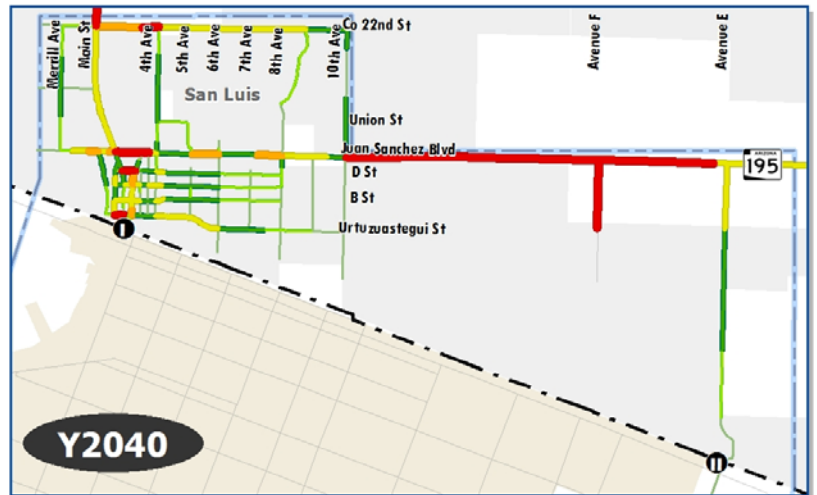 Merrill Ave
Main St
4th Ave
5th Ave
6th Ave
7th Ave
8th Ave
10th Ave
Co 22nd St
Avenue F
Avenue E
San Luis
Union St
Juan Sanchez Blvd
ARIZONA
195
D St
B St
Urtuzuastegui St
I
II
Y2040